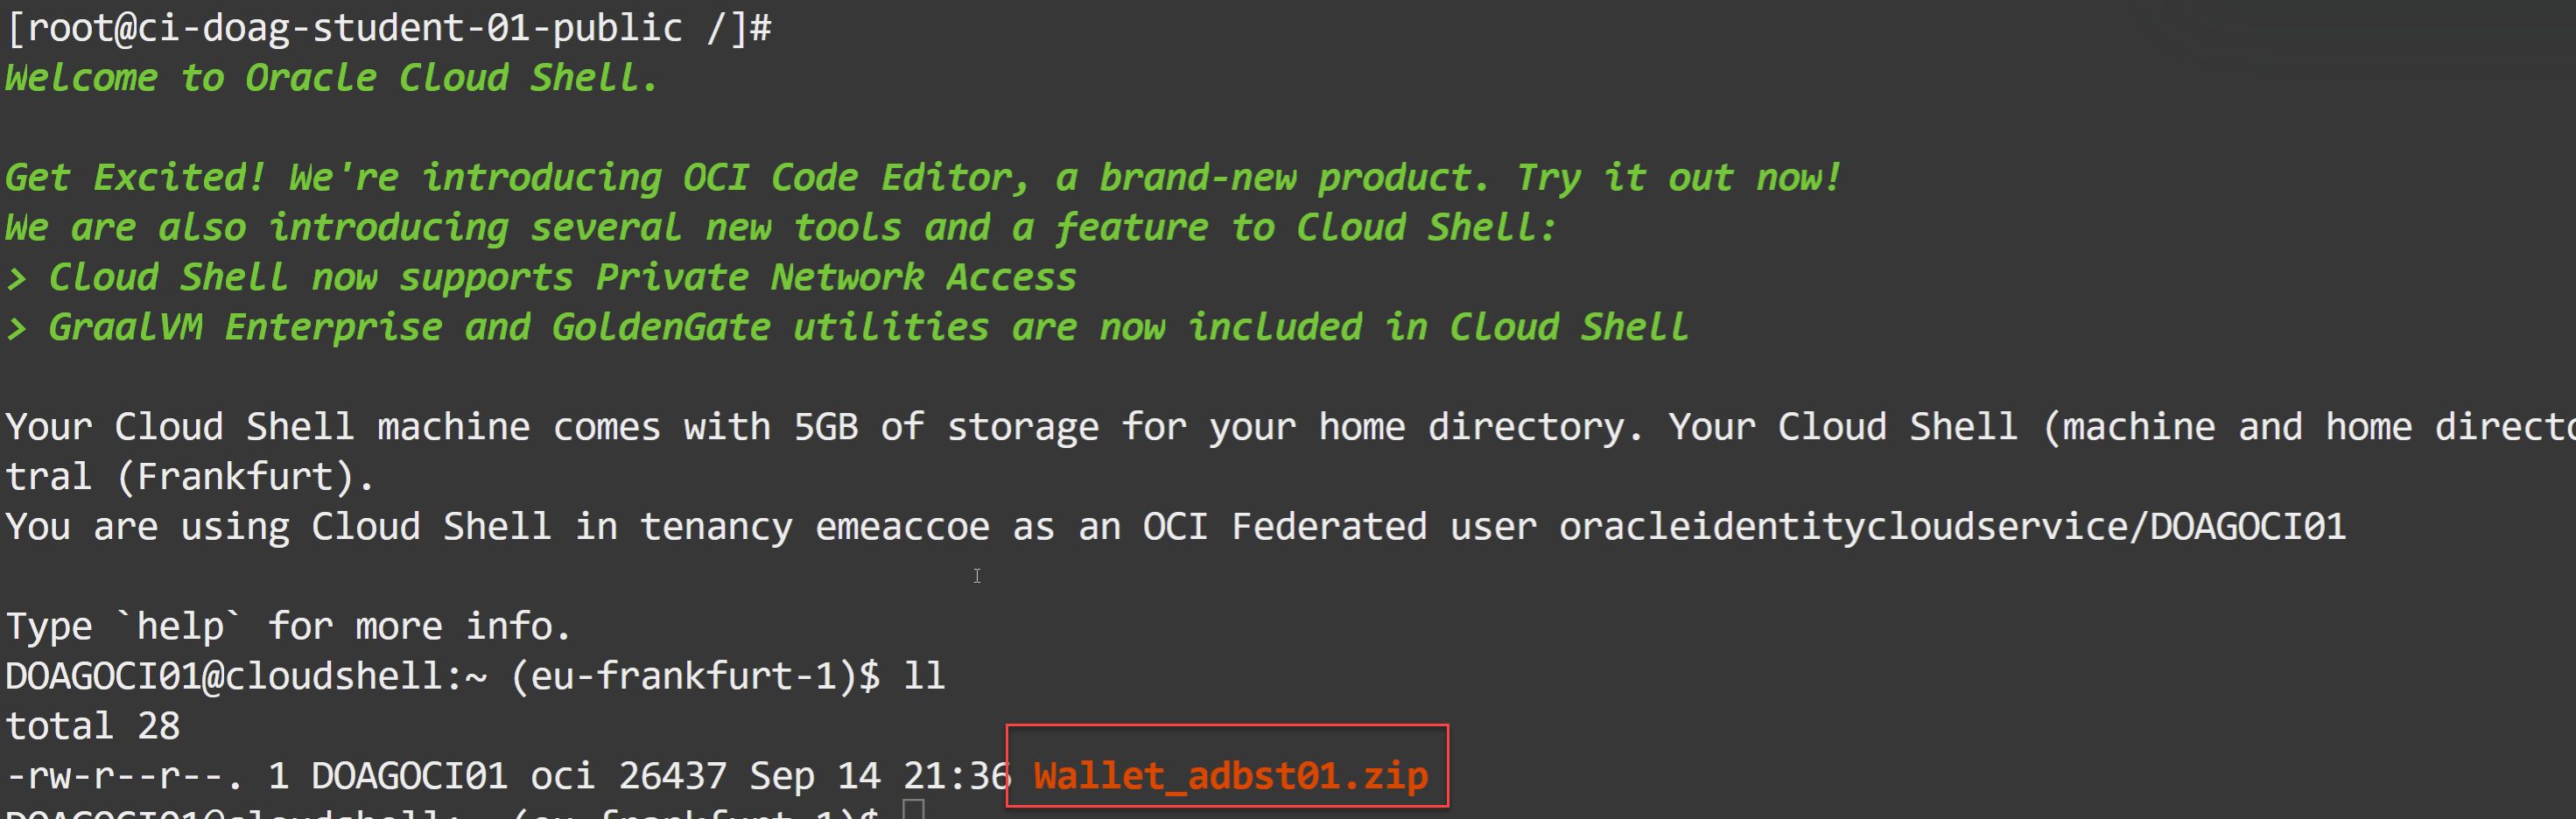 [root@ci-doag-student-01-public /]#
Welcome to Oracle Cloud Shell.
Get Excited! We're introducing OCI Code Editor, a brand-new product. Try it out now!
We are also introducing several new tools and a feature to Cloud Shell:
> Cloud Shell now supports Private Network Access
> GraalVM Enterprise and GoldenGate utilities are now included in Cloud Shell
Your Cloud Shell machine comes with 5GB of storage for your home directory. Your Cloud Shell (machine and home directo
tral (Frankfurt).
You are using Cloud Shell in tenancy emeaccoe as an OCI Federated user oracleidentitycloudservice/DOAGOCI01
Type `help` for more info.
DOAGOCI01@cloudshell:~ (eu-frankfurt-1)$ ll
total 28
-rw-r--r--. 1 DOAGOCI01 oci 26437 Sep 14 21:36 Wallet_adbst01.zip
DOAGOCI01@cloudshell:~ (eu-frankfurt-1)$